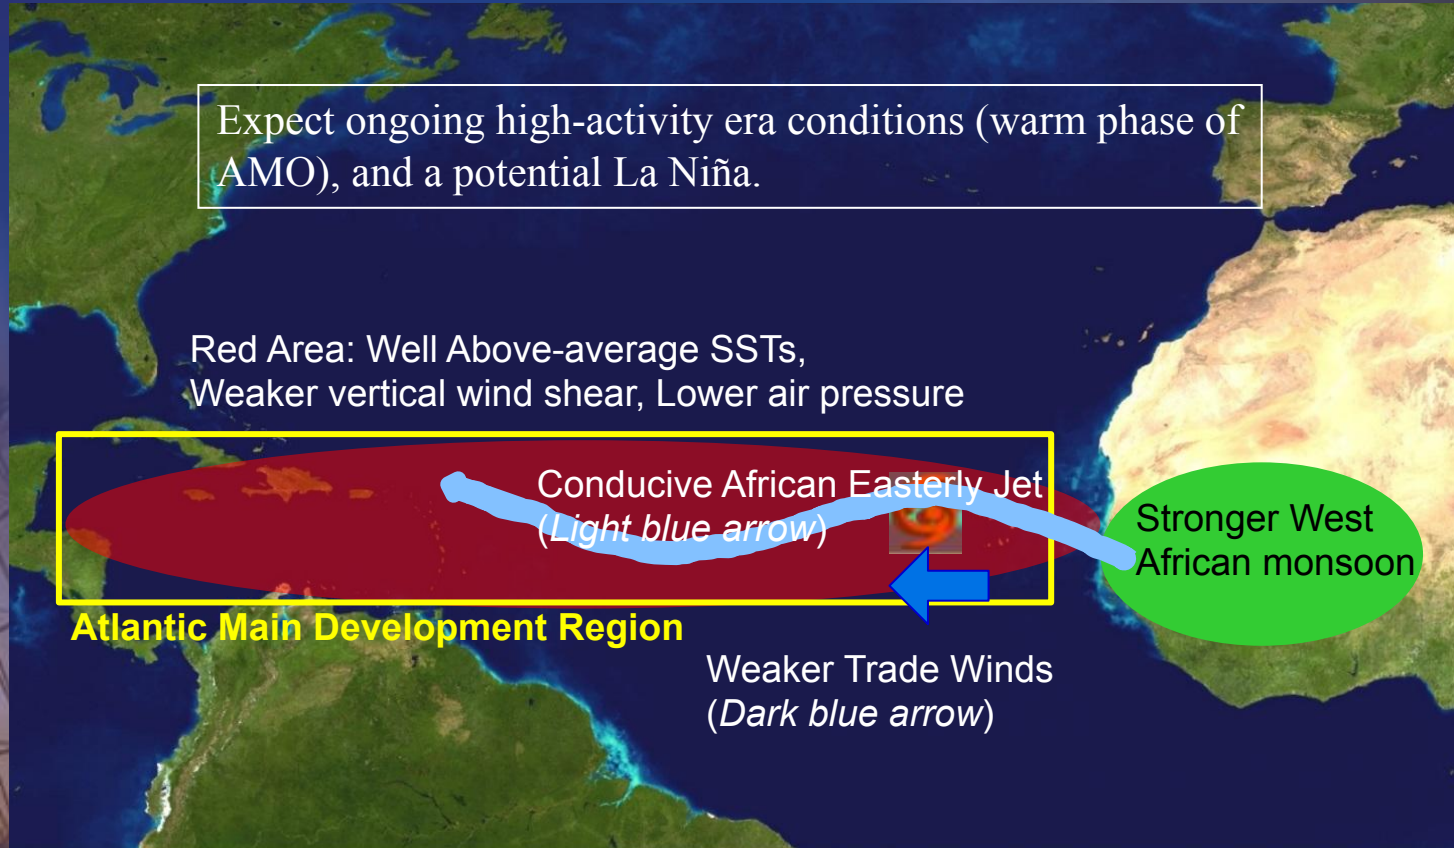 Expect ongoing high-activity era conditions (warm phase of
AMO), and a potential La Niña.
Red Area: Well Above-average SSTs,
Weaker vertical wind shear, Lower air pressure
Conducive African Easterly Jet
(Light blue arrow)
Stronger West
African monsoon
Atlantic Main Development Region
Weaker Trade Winds
(Dark blue arrow)